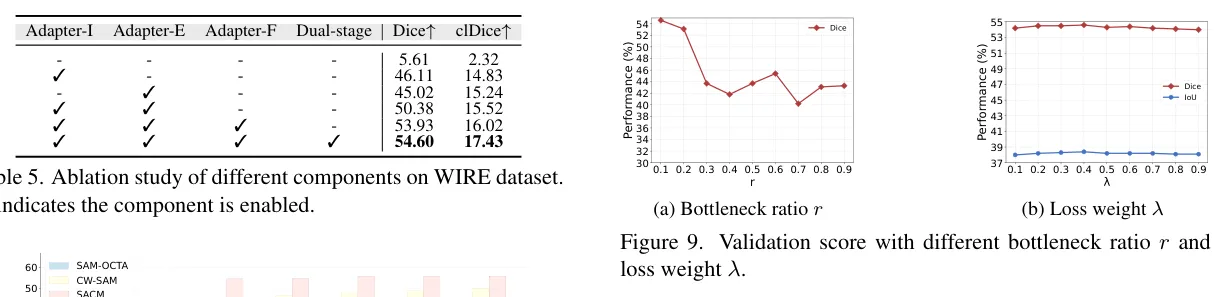 Adapter-I Adapter-E Adapter-F Dual-stage Dice↑ clDice↑
- - - - 5.61 2.32
✓ - - - 46.11 14.83
- ✓ - - 45.02 15.24
✓ ✓ - - 50.38 15.52
✓ ✓ ✓ - 53.93 16.02
✓ ✓ ✓ ✓ 54.60 17.43
ble 5. Ablation study of different components on WIRE dataset.
indicates the component is enabled.
60
50
SAM-OCTA
CW-SAM
SACM
54
52
50
48
46
44
42
40
38
36
34
32
30
Performance (%)
Dice
0.1 0.2 0.3 0.4 0.5 0.6 0.7 0.8 0.9
r
(a) Bottleneck ratio r
55
53
51
49
47
45
43
41
39
37
Performance (%)
Dice
IoU
0.1 0.2 0.3 0.4 0.5 0.6 0.7 0.8 0.9
λ
(b) Loss weight λ
Figure 9. Validation score with different bottleneck ratio r and
loss weight λ.